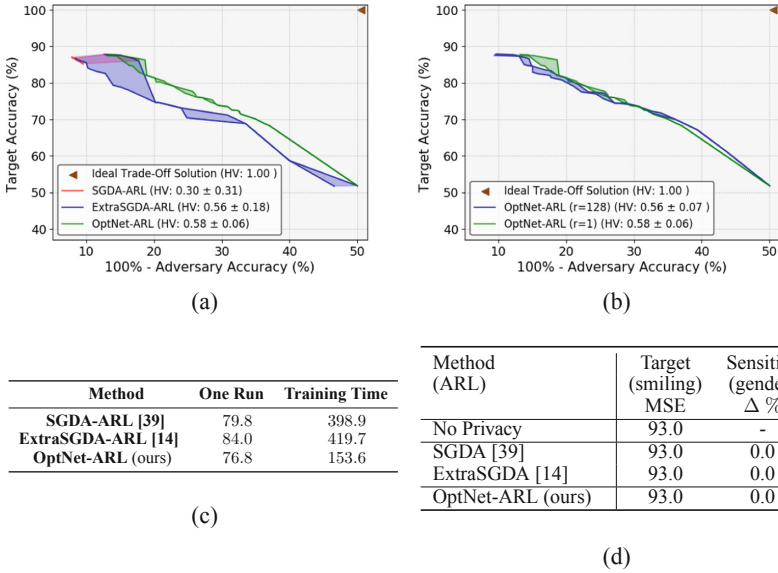 100
90
80
70
60
50
40
Target Accuracy (%)
Ideal Trade-Off Solution (HV: 1.00 )
SGDA-ARL (HV: 0.30 ± 0.31)
ExtraSGDA-ARL (HV: 0.56 ± 0.18)
OptNet-ARL (HV: 0.58 ± 0.06)
10 20 30 40 50
100% - Adversary Accuracy (%)
(a)
100
90
80
70
60
50
40
Target Accuracy (%)
Ideal Trade-Off Solution (HV: 1.00 )
OptNet-ARL (r=128) (HV: 0.56 ± 0.07 )
OptNet-ARL (r=1) (HV: 0.58 ± 0.06)
10 20 30 40 50
100% - Adversary Accuracy (%)
(b)
Method One Run Training Time
SGDA-ARL [39] 79.8 398.9
ExtraSGDA-ARL [14] 84.0 419.7
OptNet-ARL (ours) 76.8 153.6
(c)
Method Target Sensiti
(ARL) (smiling) (gende
MSE Δ %
No Privacy 93.0 -
SGDA [39] 93.0 0.0
ExtraSGDA [14] 93.0 0.0
OptNet-ARL (ours) 93.0 0.0
(d)